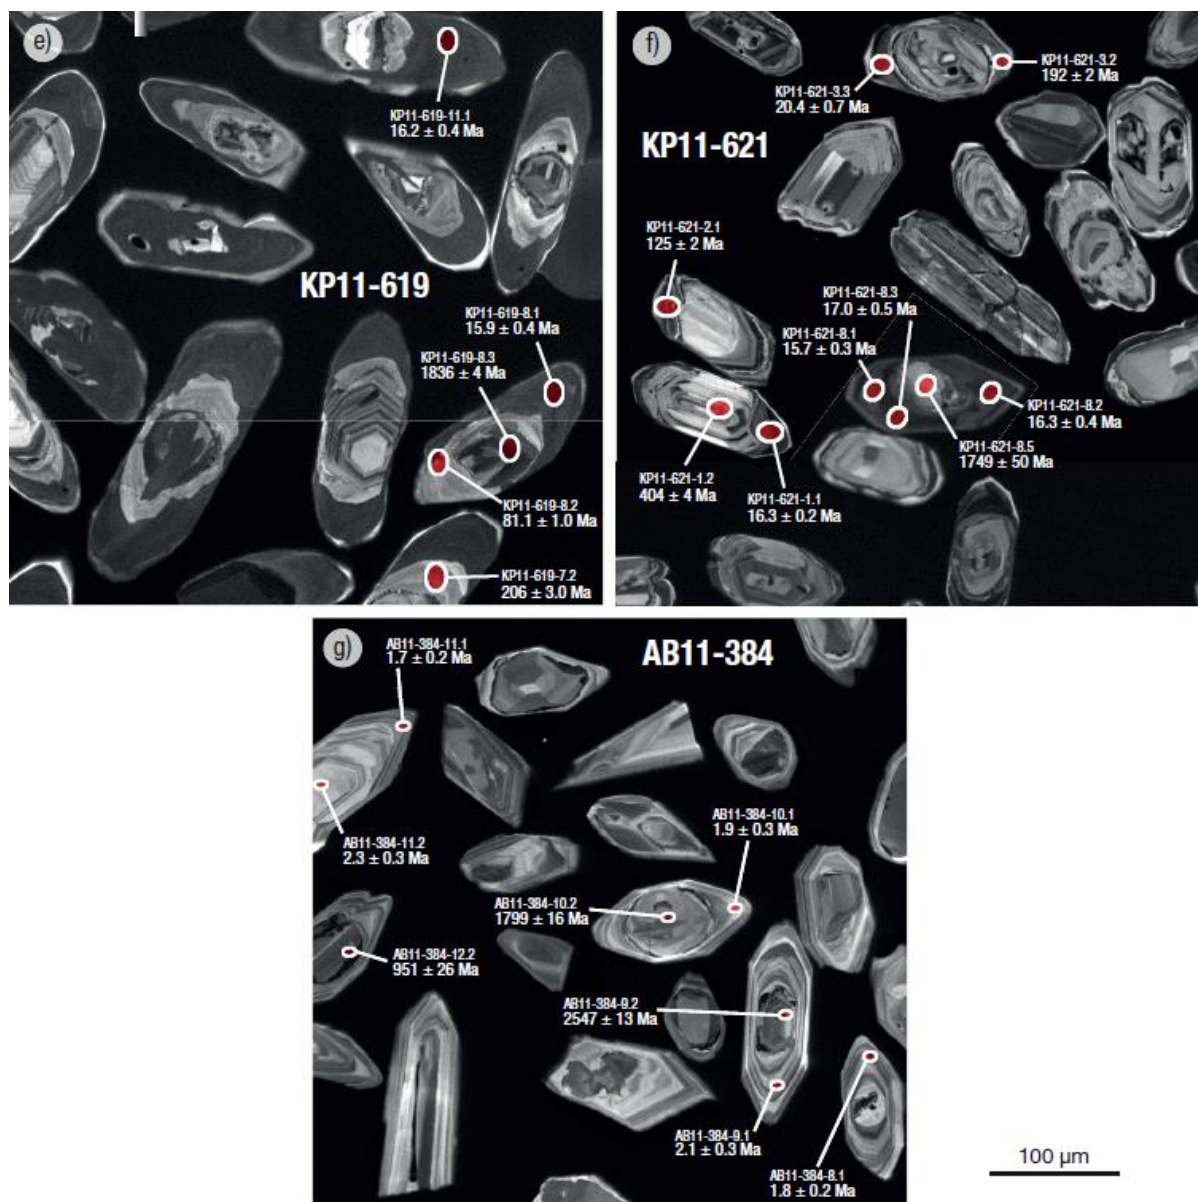 e)
KP11-619-11.1
16.2 ± 0.4 Ma
KP11-619
KP11-619-8.1
15.9 ± 0.4 Ma
KP11-619-8.3
1836 ± 4 Ma
KP11-619-8.2
81.1 ± 1.0 Ma
KP11-619-7.2
206 ± 3.0 Ma
f)
KP11-621-3.2
192 ± 2 Ma
KP11-621-3.3
20.4 ± 0.7 Ma
KP11-621
KP11-621-2.1
125 ± 2 Ma
KP11-621-8.3
17.0 ± 0.5 Ma
KP11-621-8.1
15.7 ± 0.3 Ma
KP11-621-8.2
16.3 ± 0.4 Ma
KP11-621-8.5
1749 ± 50 Ma
KP11-621-1.2
404 ± 4 Ma
KP11-621-1.1
16.3 ± 0.2 Ma
g)
AB11-384-11.1
1.7 ± 0.2 Ma
AB11-384
AB11-384-10.1
1.9 ± 0.3 Ma
AB11-384-11.2
2.3 ± 0.3 Ma
AB11-384-10.2
1799 ± 16 Ma
AB11-384-12.2
951 ± 26 Ma
AB11-384-9.2
2547 ± 13 Ma
AB11-384-9.1
2.1 ± 0.3 Ma
AB11-384-8.1
1.8 ± 0.2 Ma
100 µm